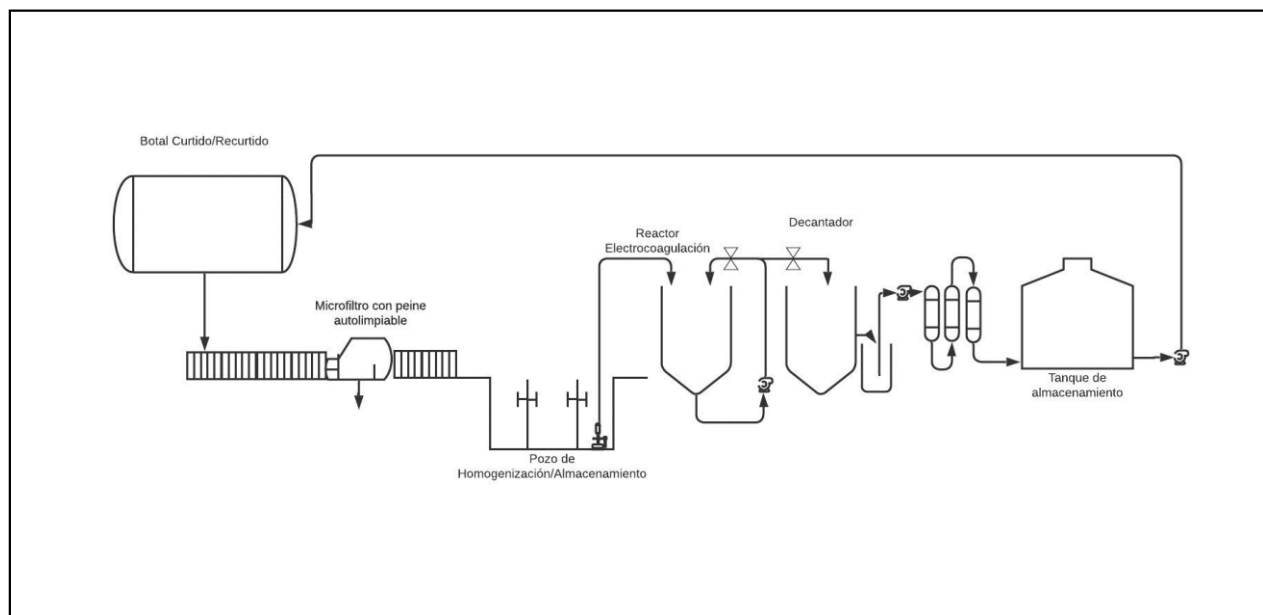 Botal Curtido/Recurtido
Microfiltro con peine
autolimpiable
Pozo de
Homogenización/Almacenamiento
Reactor
Electrocoagulación
Decantador
Tanque de
almacenamiento